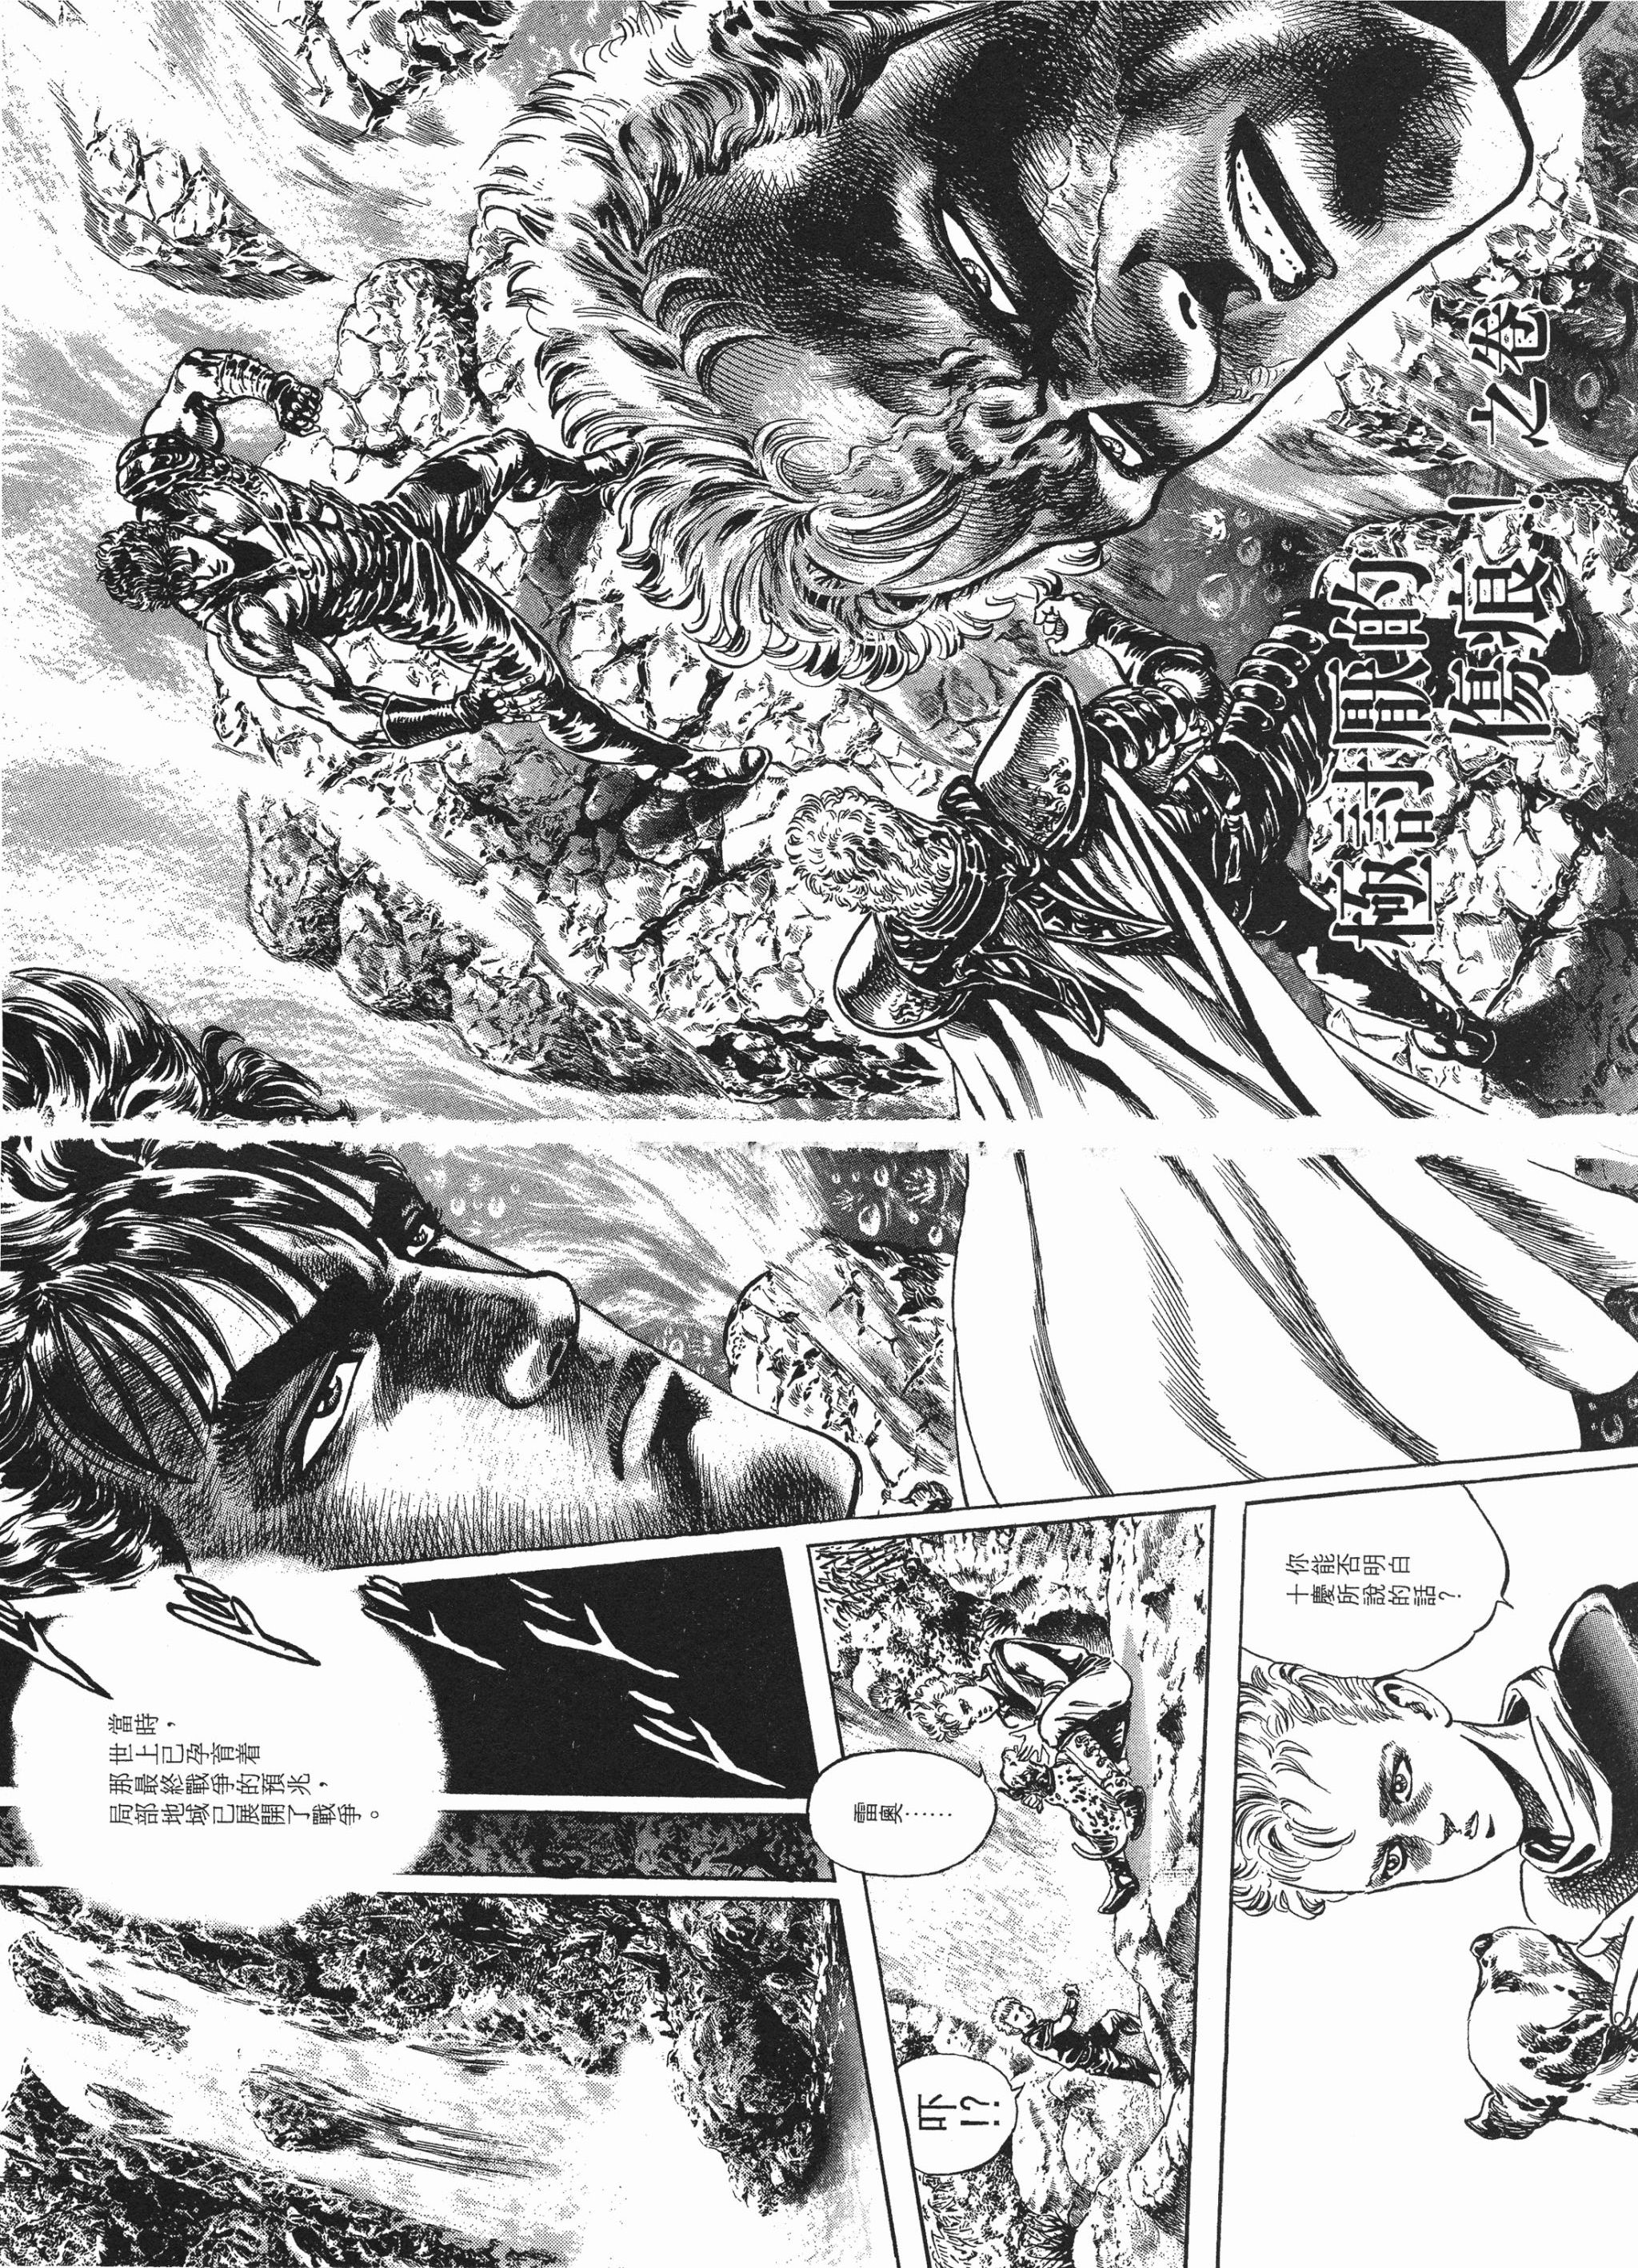 極討厭的
傷痕!
之卷
當時，
世上已孕育着
那最終戰爭的預兆，
局部地域已展開了戰爭。
雷奧……
吓!?
你能否明白
十慶所說的話?